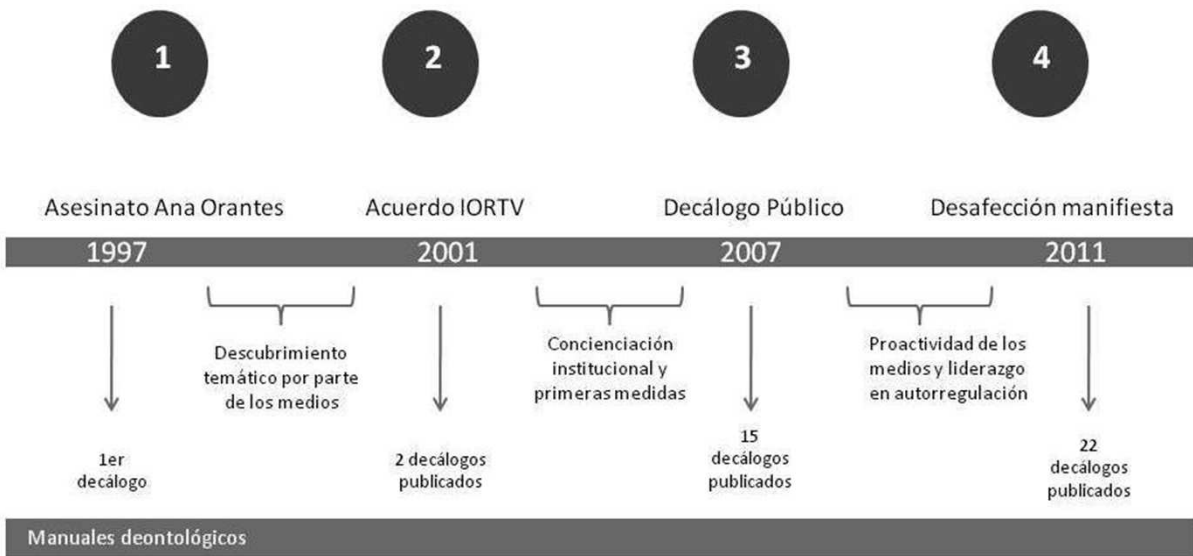 1
2
3
4
Asesinato Ana Orantes
Acuerdo IORTV
Decálogo Público
Desafección manifiesta
1997
2001
2007
2011
Descubrimiento
temático por parte
de los medios
Concienciación
institucional y
primeras medidas
Proactividad de los
medios y liderazgo
en autorregulación
1er
decálogo
2 decálogos
publicados
15
decálogos
publicados
22
decálogos
publicados
Manuales deontológicos